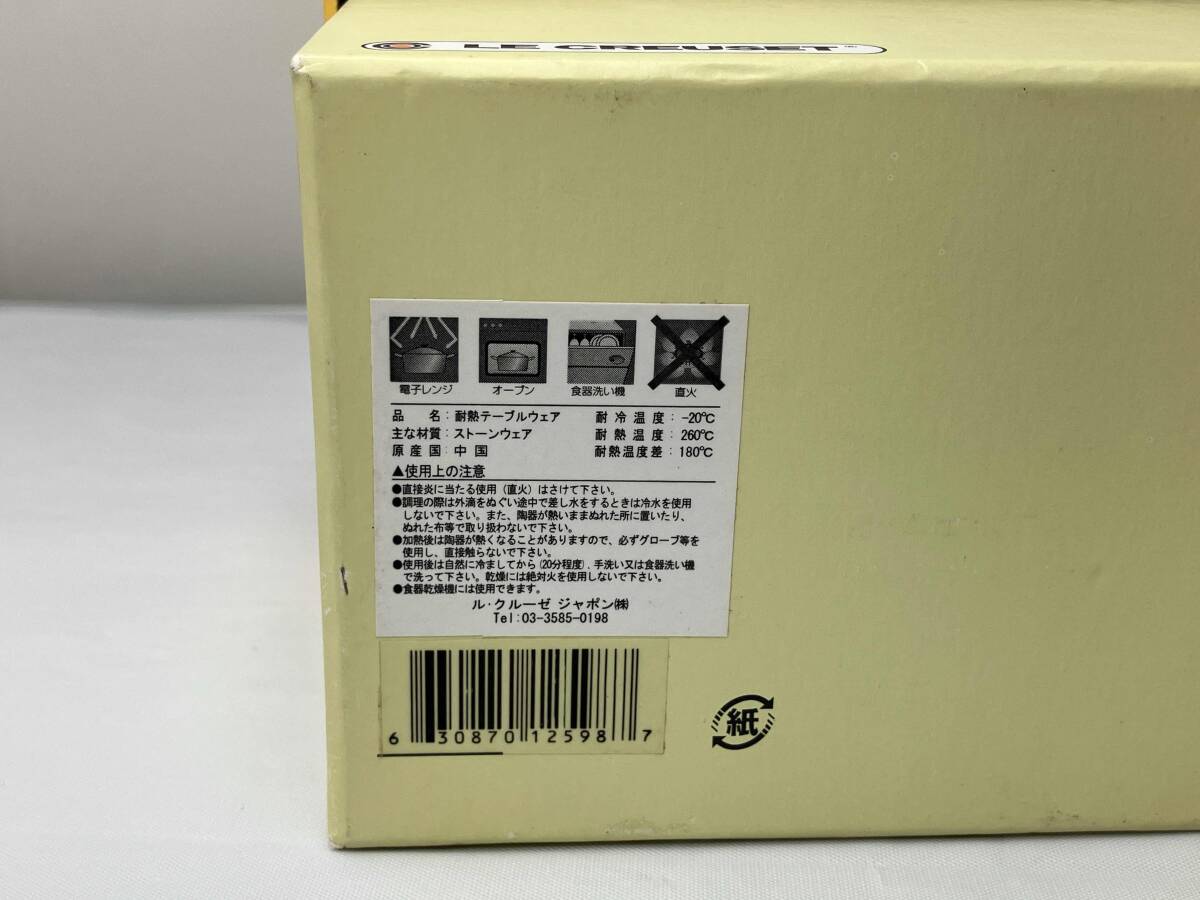 LE CREUSET
電子レンジ オーブン 食器洗い機 直火
品 名：耐熱テーブルウェア 耐冷温度：-20℃
主な材質：ストーンウェア 耐熱温度：260℃
原産国：中国 耐熱温度差：180℃
▲使用上の注意
●直接炎に当たる使用（直火）はさけて下さい。
●調理の際は外滴をぬぐい途中で差し水をするときは冷水を使用
しないで下さい。また、陶器が熱いままぬれた所に置いたり、
ぬれた布等で取り扱わないで下さい。
●加熱後は陶器が熱くなることがありますので、必ずグローブ等を
使用し、直接触らないで下さい。
●使用後は自然に冷ましてから（20分程度）、手洗い又は食器洗い機
で洗って下さい。乾燥には絶対火を使用しないで下さい。
●食器乾燥機には使用できます。
ル・クルーゼ ジャポン㈱
Tel：03-3585-0198
6 30870 12598 7
紙